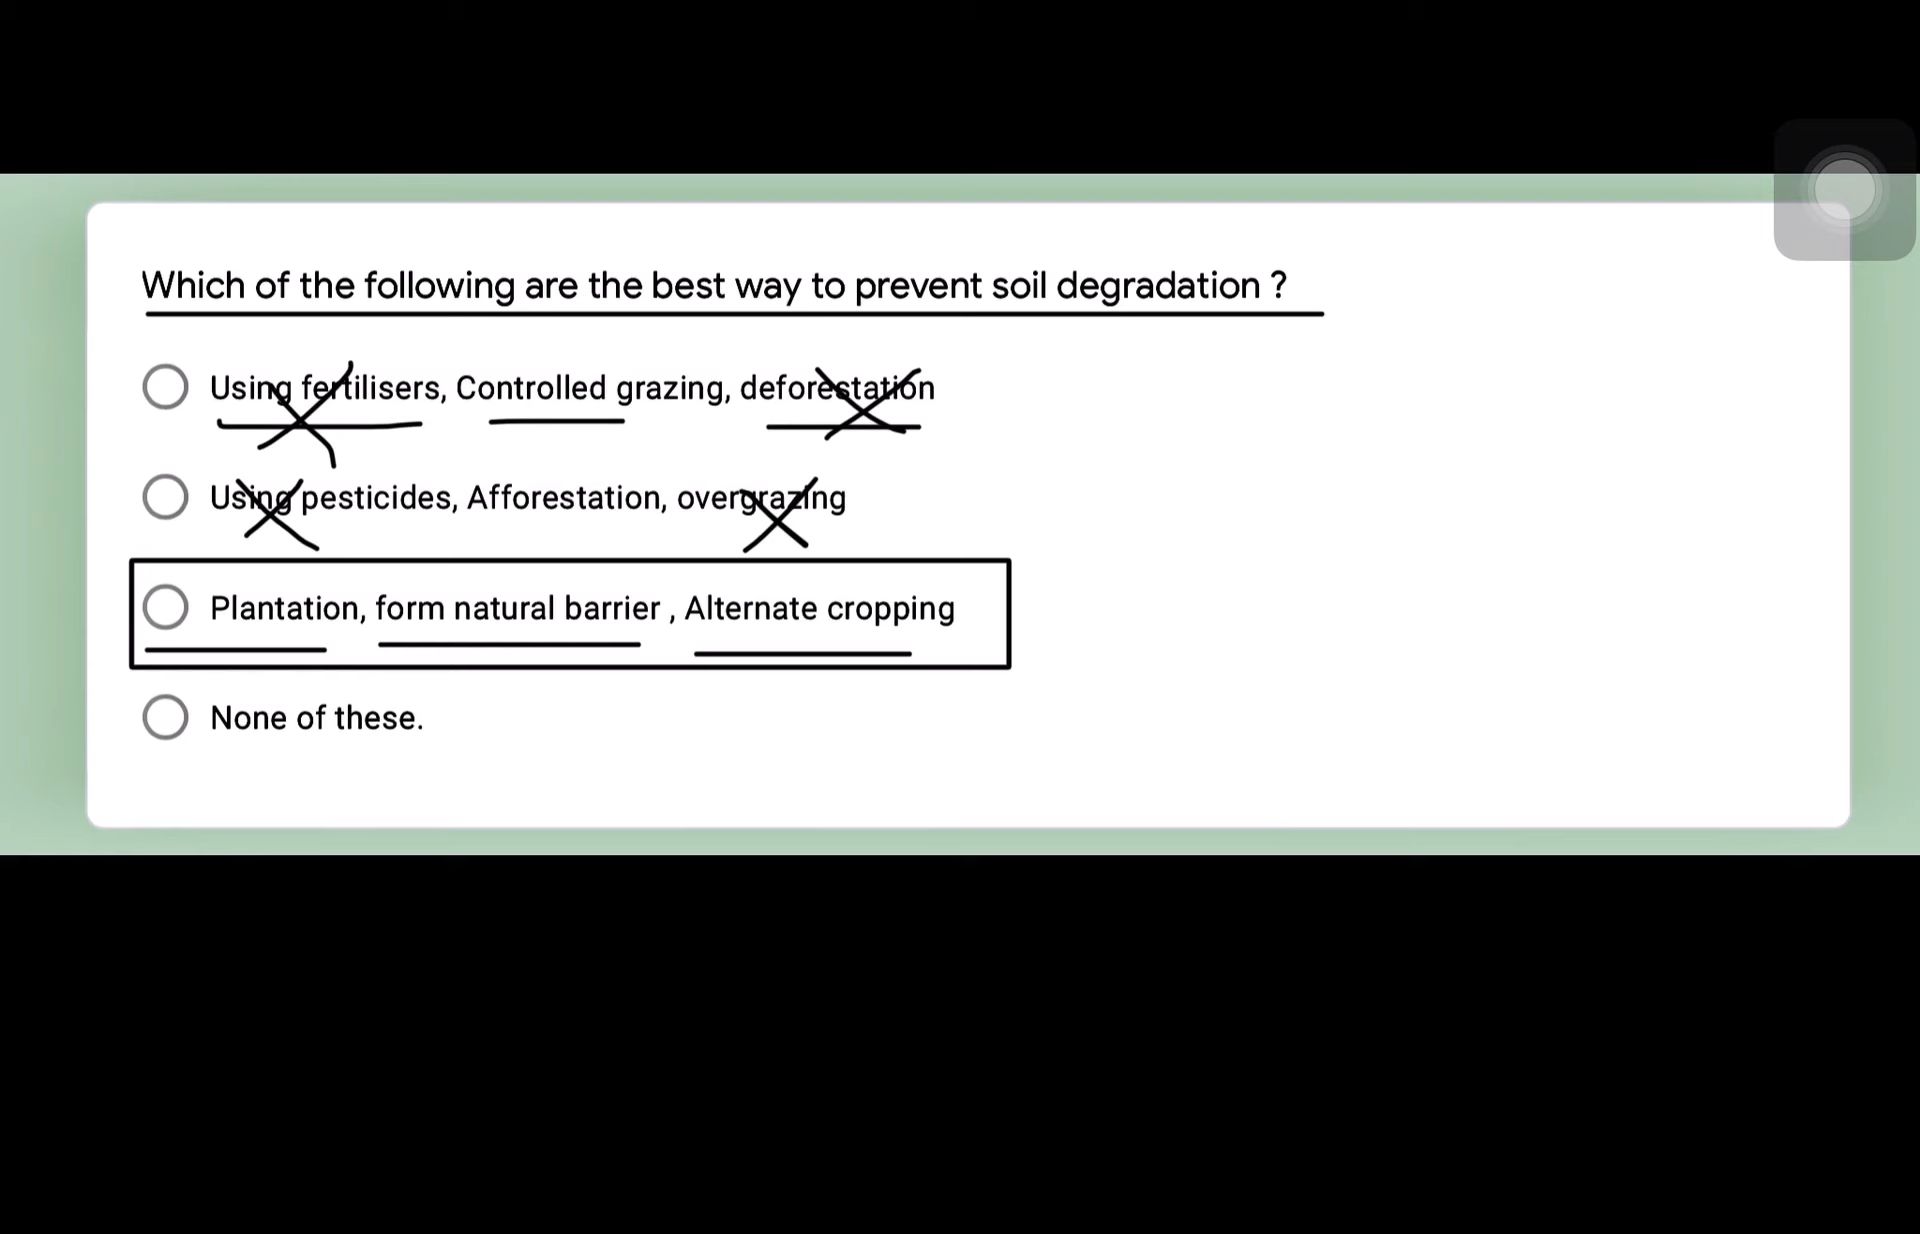 Which of the following are the best way to prevent soil degradation ?
Using fertilisers, Controlled grazing, deforestation
Using pesticides, Afforestation, overgrazing
Plantation, form natural barrier , Alternate cropping
None of these.